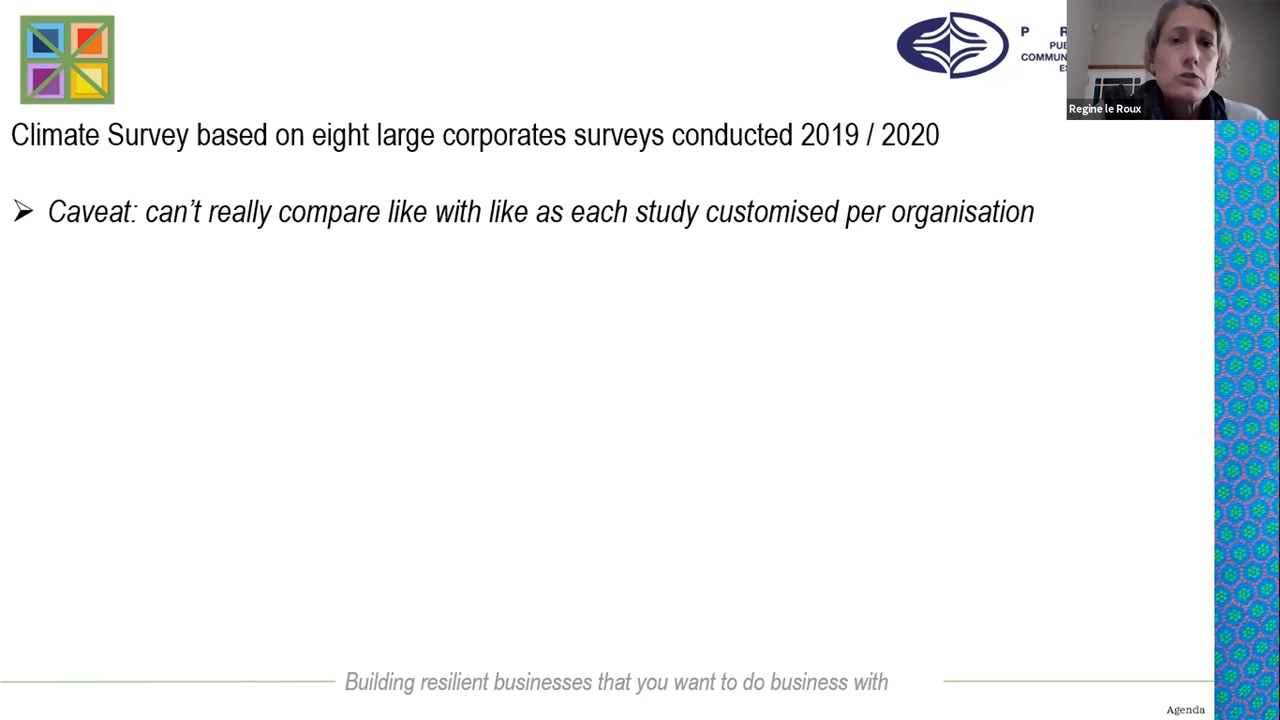 P R
PU
COMMUN
E
Regine le Roux
Climate Survey based on eight large corporates surveys conducted 2019 / 2020
Caveat: can’t really compare like with like as each study customised per organisation
Building resilient businesses that you want to do business with
Agenda